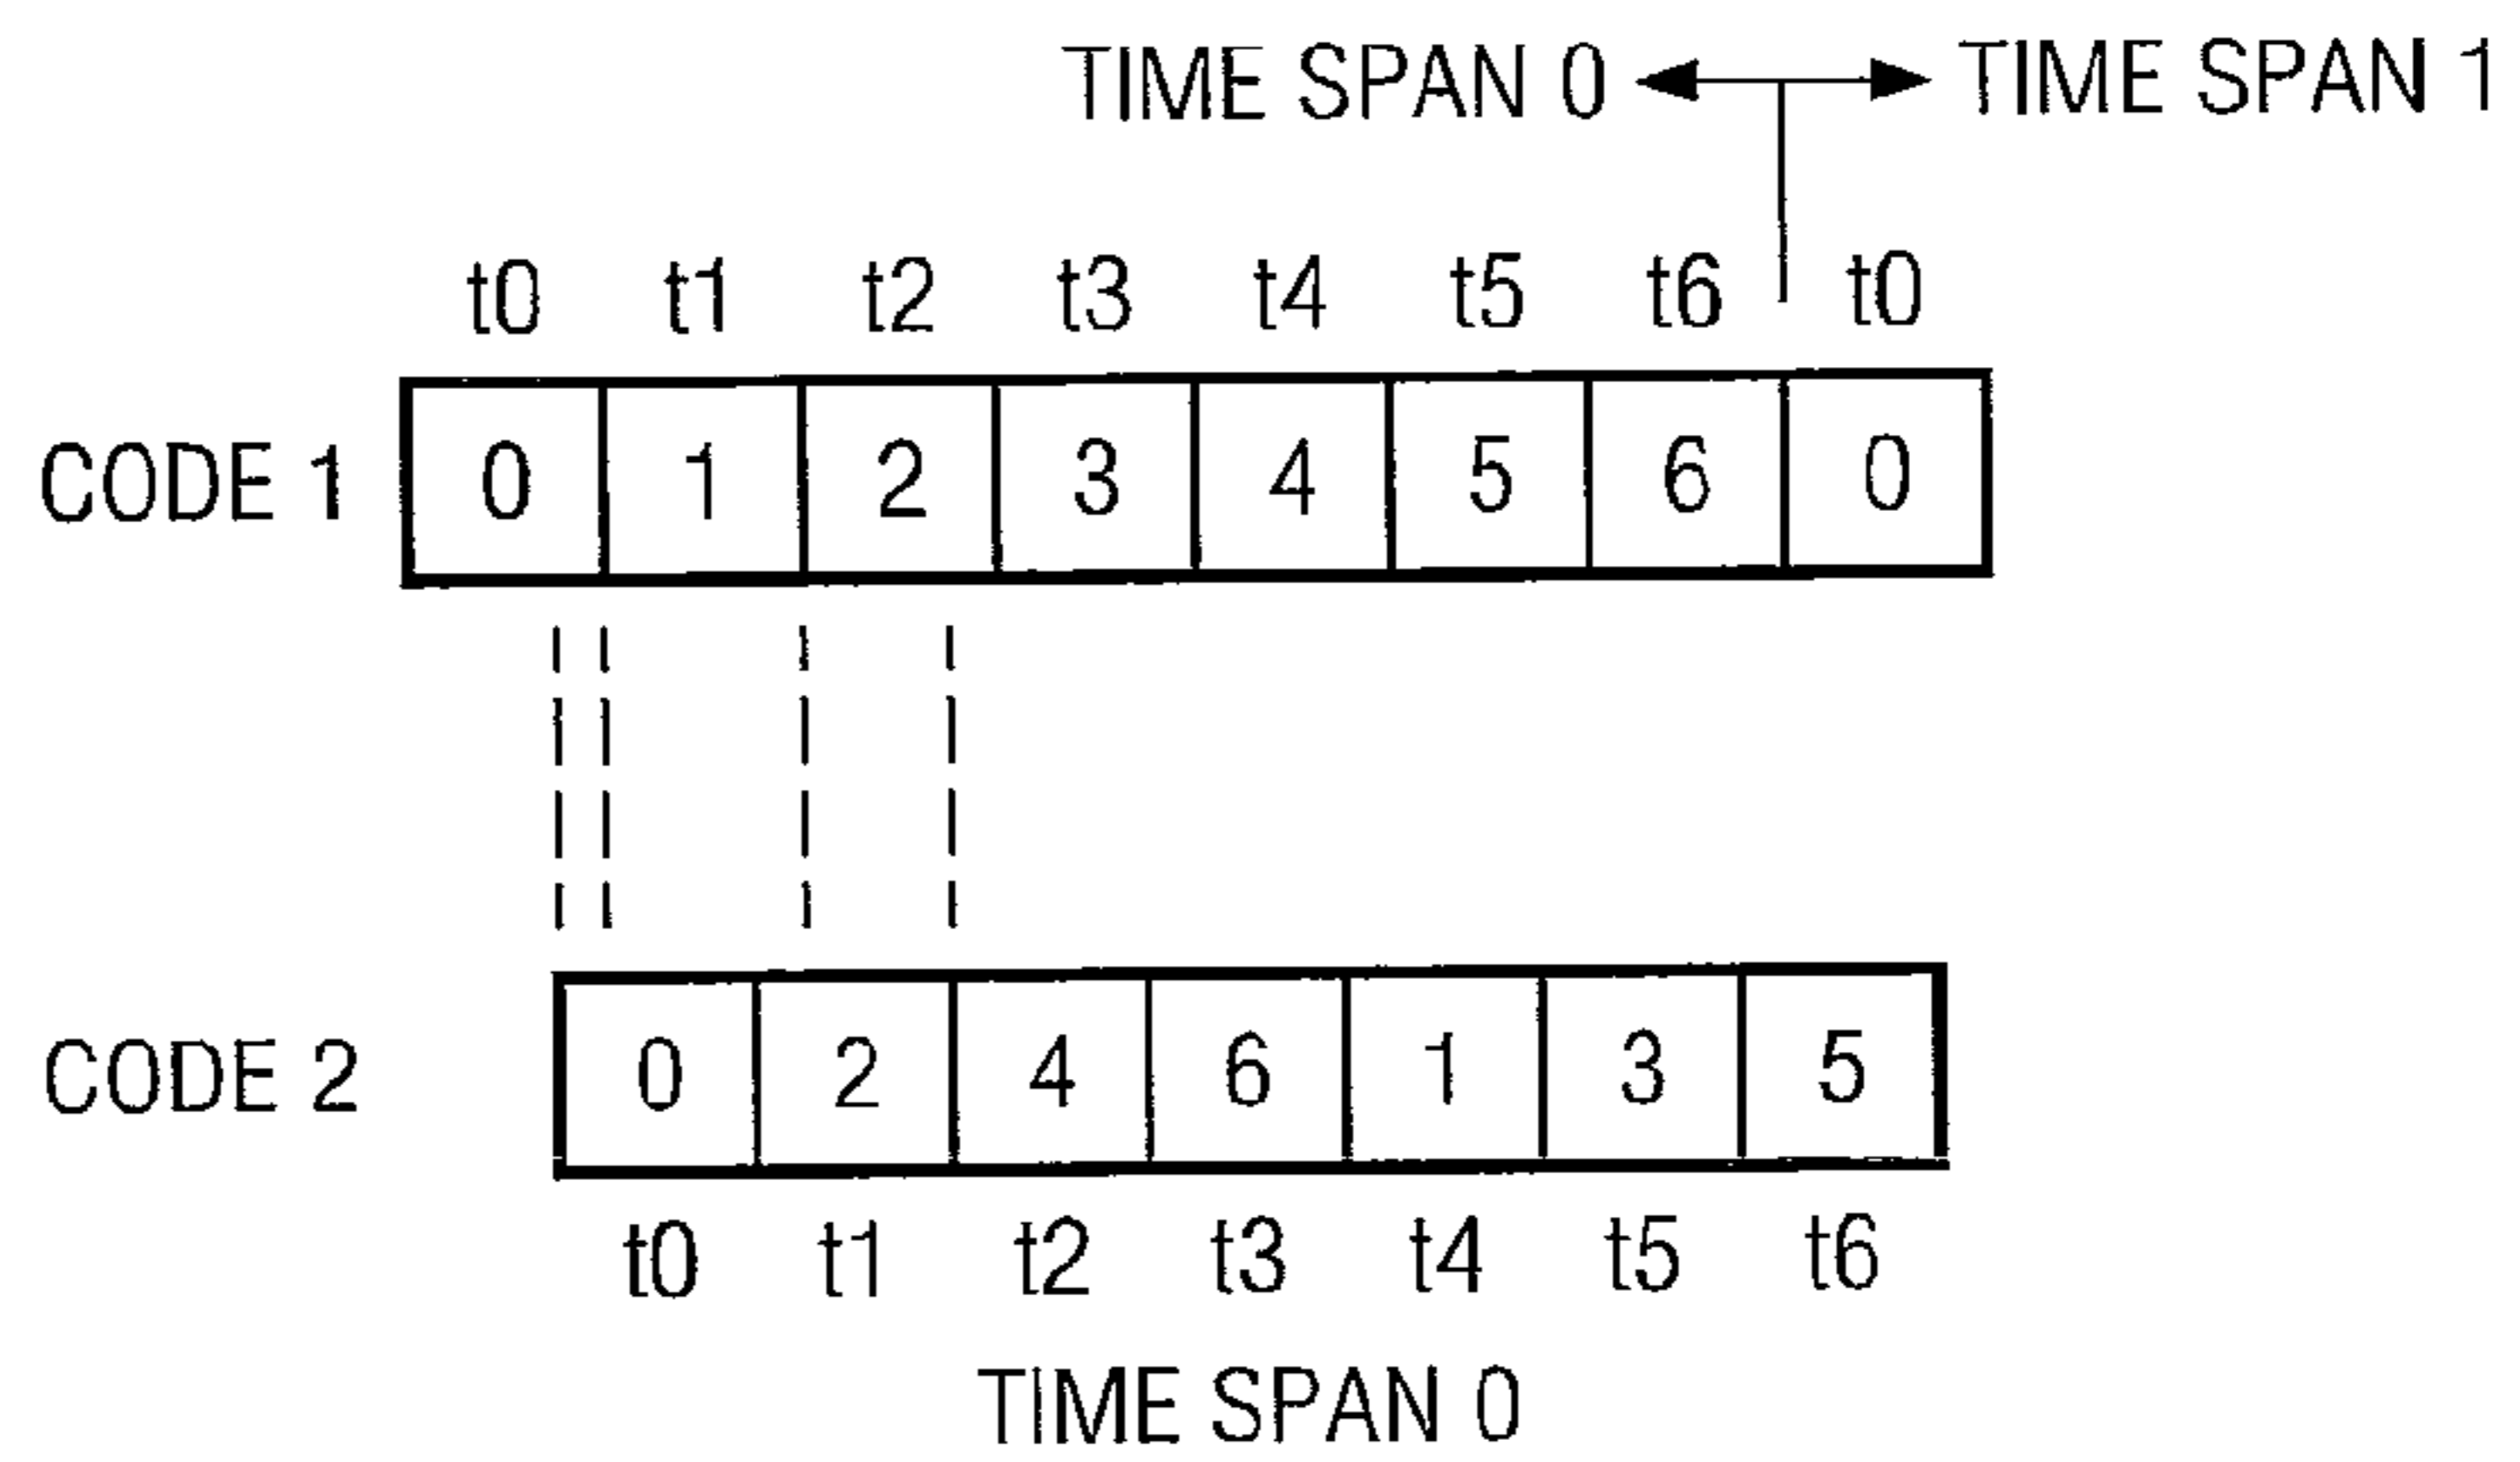 TIME SPAN 0 TIME SPAN 1
t0 t1 t2 t3 t4 t5 t6 t0
CODE 1 0 1 2 3 4 5 6 0
CODE 2 0 2 4 6 1 3 5
t0 t1 t2 t3 t4 t5 t6
TIME SPAN 0